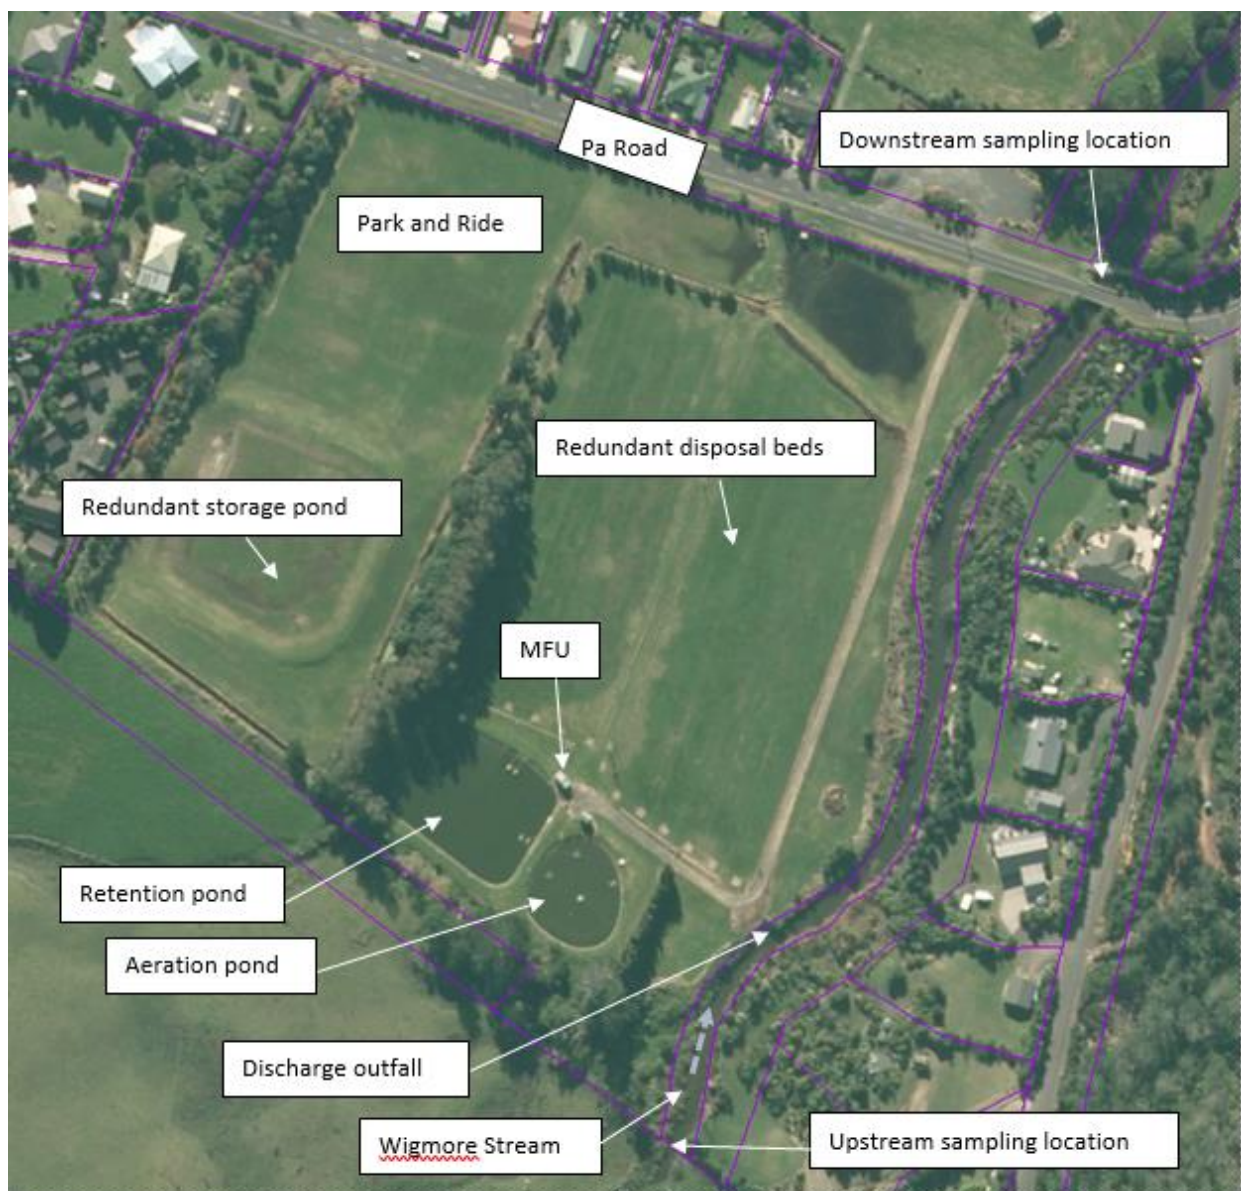 Pa Road
Downstream sampling location
Park and Ride
Redundant disposal beds
Redundant storage pond
MFU
Retention pond
Aeration pond
Discharge outfall
Wigmore Stream
Upstream sampling location